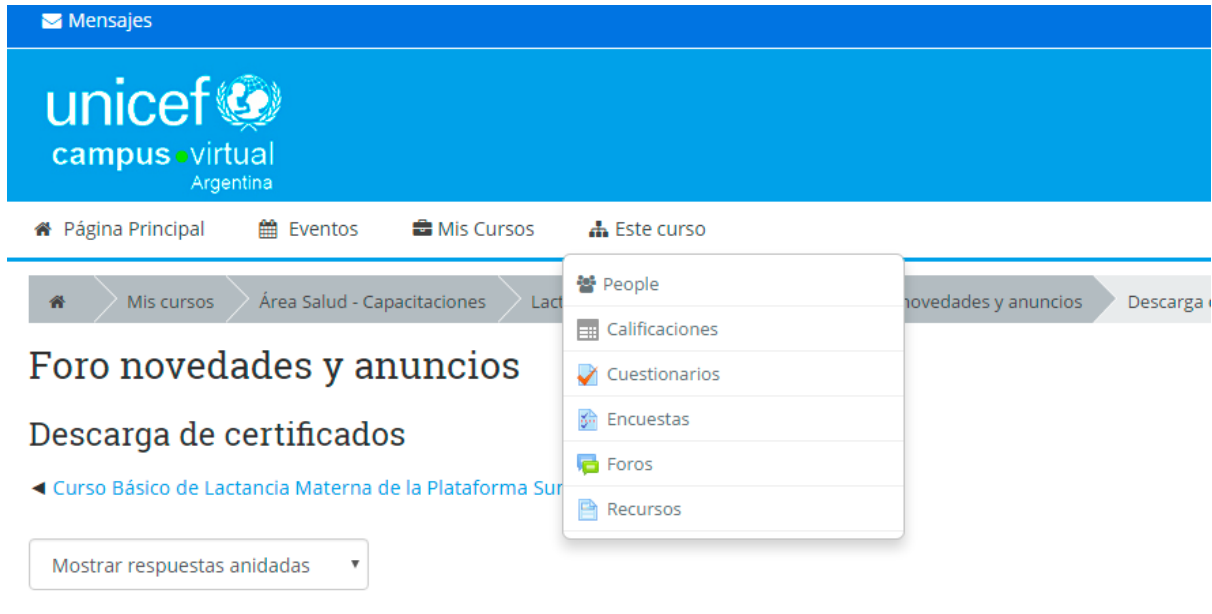 Mensajes
unicef
campus virtual
Argentina
Página Principal Eventos Mis Cursos Este curso
Mis cursos Área Salud - Capacitaciones novedades y anuncios Descarga
People
Calificaciones
Cuestionarios
Encuestas
Foros
Recursos
Foro novedades y anuncios
Descarga de certificados
◄ Curso Básico de Lactancia Materna de la Plataforma
Mostrar respuestas anidadas